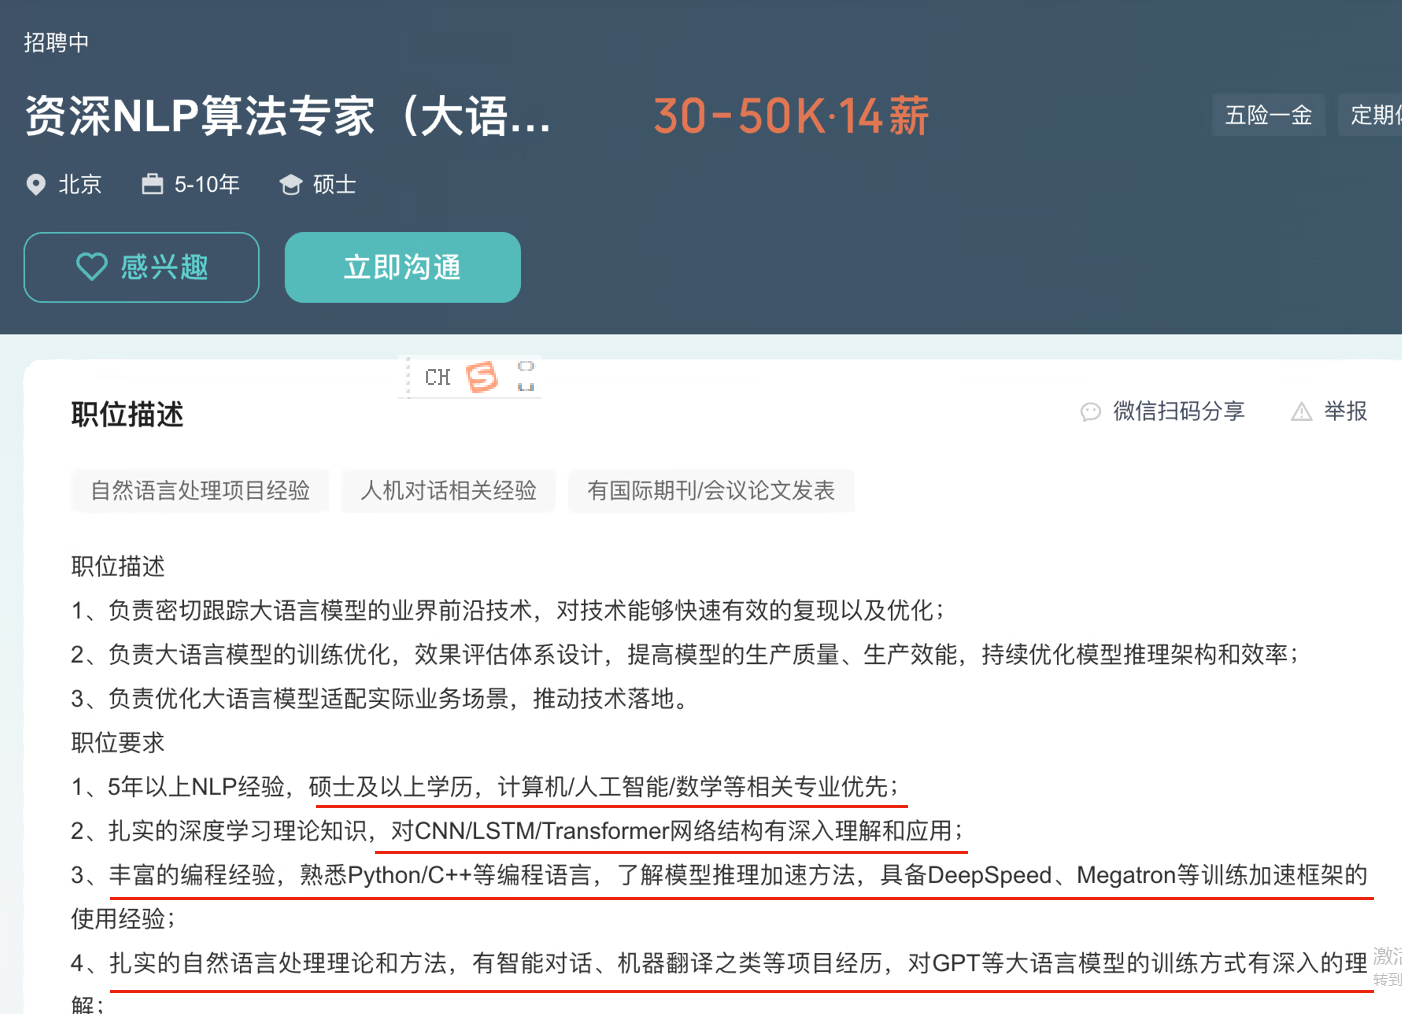 招聘中
资深NLP算法专家（大语...
30-50K·14薪
五险一金
定期
北京
5-10年
硕士
感兴趣
立即沟通
CH
职位描述
微信扫码分享
举报
自然语言处理项目经验
人机对话相关经验
有国际期刊/会议论文发表
职位描述
1、负责密切跟踪大语言模型的业界前沿技术，对技术能够快速有效的复现以及优化；
2、负责大语言模型的训练优化，效果评估体系设计，提高模型的生产质量、生产效能，持续优化模型推理架构和效率；
3、负责优化大语言模型适配实际业务场景，推动技术落地。
职位要求
1、5年以上NLP经验，硕士及以上学历，计算机/人工智能/数学等相关专业优先；
2、扎实的深度学习理论知识，对CNN/LSTM/Transformer网络结构有深入理解和应用；
3、丰富的编程经验，熟悉Python/C++等编程语言，了解模型推理加速方法，具备DeepSpeed、Megatron等训练加速框架的
使用经验；
4、扎实的自然语言处理理论和方法，有智能对话、机器翻译之类等项目经历，对GPT等大语言模型的训练方式有深入的理
解；
激活
转到